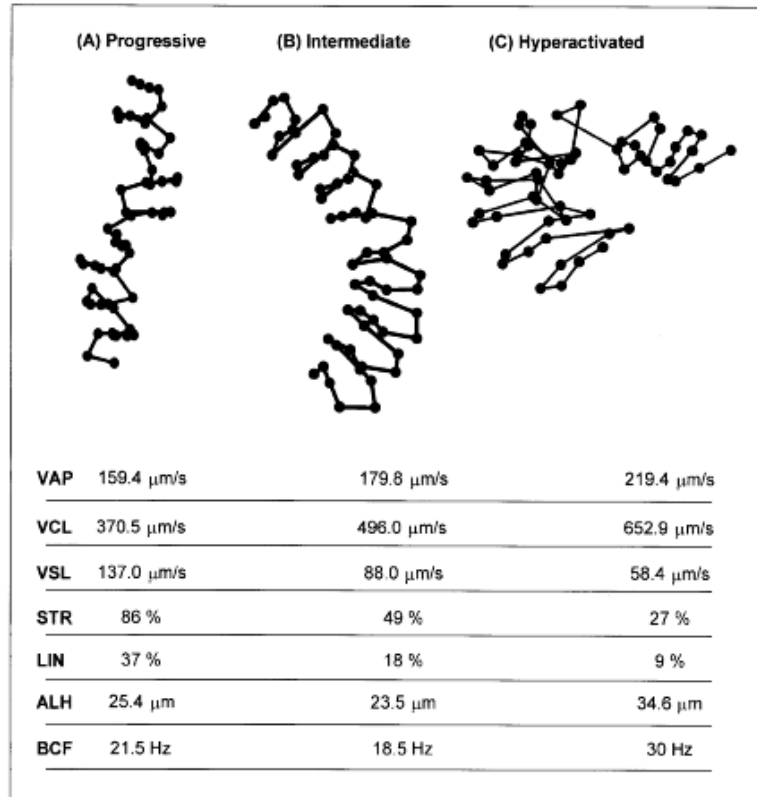 (A) Progressive (B) Intermediate (C) Hyperactivated
VAP 159.4 μm/s 179.8 μm/s 219.4 μm/s
VCL 370.5 μm/s 496.0 μm/s 652.9 μm/s
VSL 137.0 μm/s 88.0 μm/s 58.4 μm/s
STR 86 % 49 % 27 %
LIN 37 % 18 % 9 %
ALH 25.4 μm 23.5 μm 34.6 μm
BCF 21.5 Hz 18.5 Hz 30 Hz